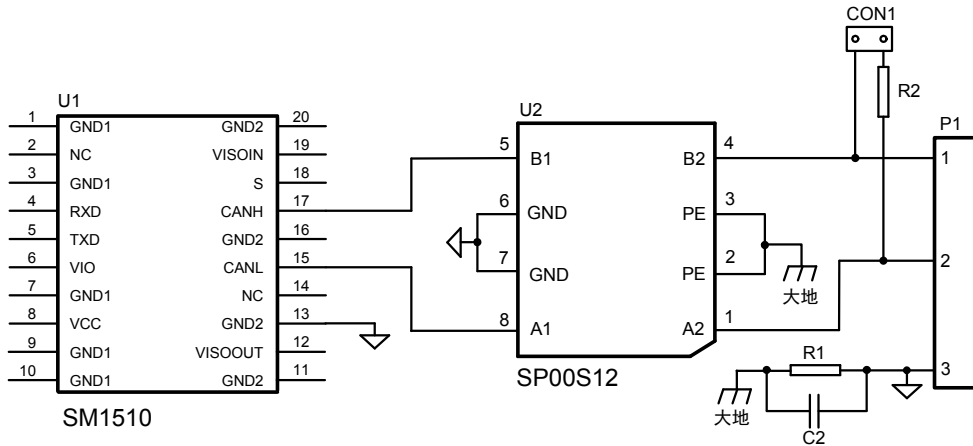 CON1
R2
U1
1 GND1 GND2 20
2 NC VISOIN 19
3 GND1 S 18
4 RXD CANH 17
5 TXD GND2 16
6 VIO CANL 15
7 GND1 NC 14
8 VCC GND2 13
9 GND1 VISOOUT 12
10 GND1 GND2 11
SM1510
U2
5 B1 B2 4
6 GND PE 3
7 GND PE 2
8 A1 A2 1
SP00S12
大地
P1
1
2
3
R1
大地
C2